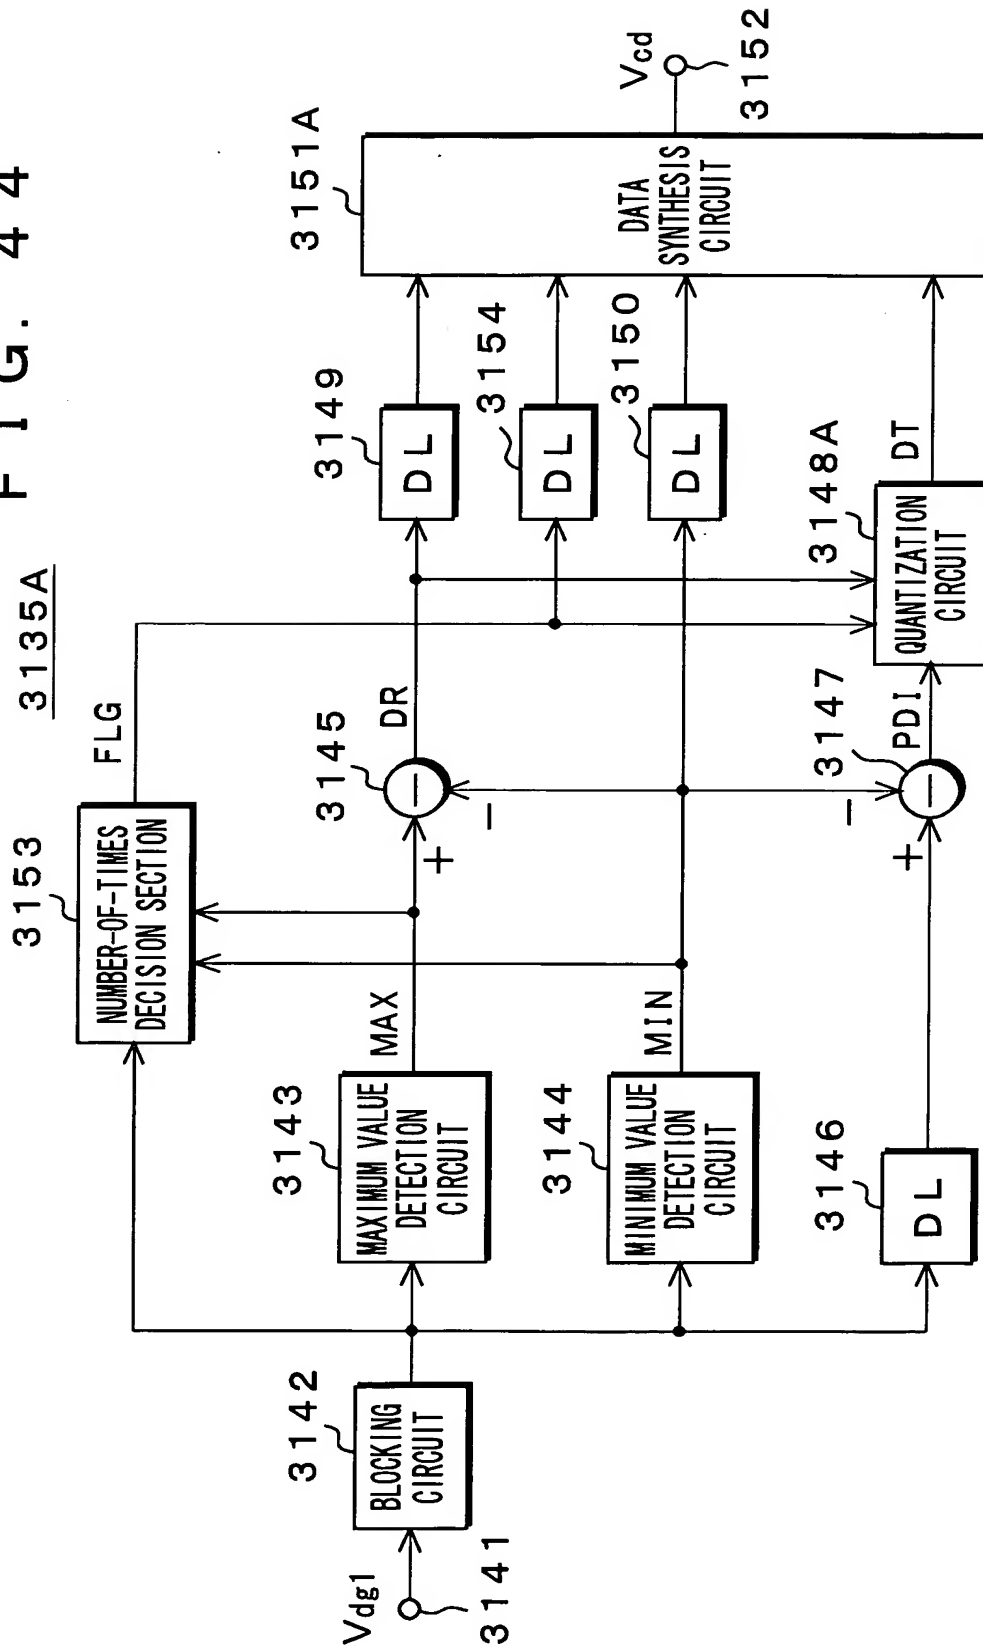 FIG. 44
3135A
3153
NUMBER-OF-TIMES
DECISION SECTION
FLG
3151A
3149
DL
3143
MAXIMUM VALUE
DETECTION
CIRCUIT
MAX
+
-
3145
-
DR
3154
DL
Vcd
3152
DATA
SYNTHESIS
CIRCUIT
3142
BLOCKING
CIRCUIT
Vdg1
3141
3144
MINIMUM VALUE
DETECTION
CIRCUIT
MIN
3150
DL
3146
DL
+
-
3147
-
PDI
3148A
QUANTIZATION
CIRCUIT
DT